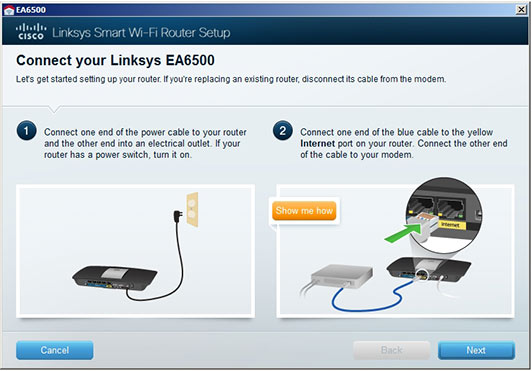 EA6500
CISCO Linksys Smart Wi-Fi Router Setup
Connect your Linksys EA6500
Let's get started setting up your router. If you're replacing an existing router, disconnect its cable from the modem.
1
Connect one end of the power cable to your router
and the other end into an electrical outlet. If your
router has a power switch, turn it on.
2
Connect one end of the blue cable to the yellow
Internet port on your router. Connect the other end
of the cable to your modem.
Show me how
Internet
Cancel
Back
Next